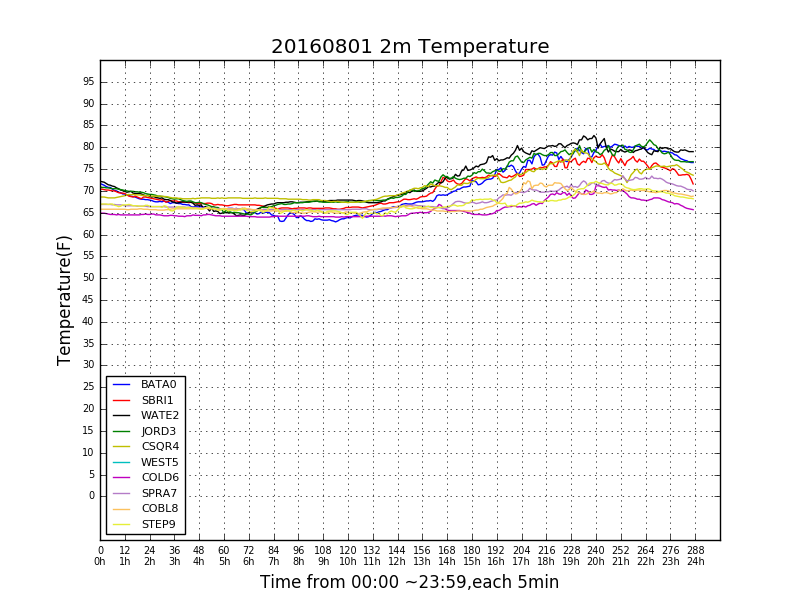 20160801 2m Temperature
95
90
85
80
75
70
65
60
55
50
45
40
35
30
25
20
15
10
5
0
Temperature(F)
BATA0
SBRI1
WATE2
JORD3
CSQR4
WEST5
COLD6
SPRA7
COBL8
STEP9
0 12 24 36 48 60 72 84 96 108 120 132 144 156 168 180 192 204 216 228 240 252 264 276 288
0h 1h 2h 3h 4h 5h 6h 7h 8h 9h 10h 11h 12h 13h 14h 15h 16h 17h 18h 19h 20h 21h 22h 23h 24h
Time from 00:00 ~23:59,each 5min